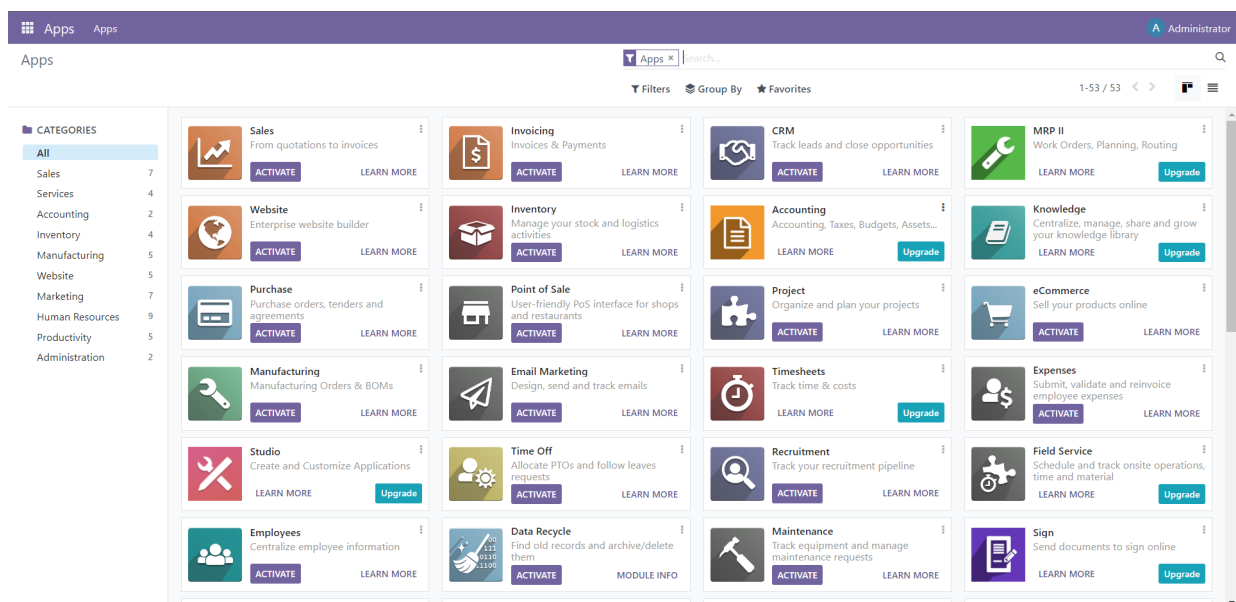 Apps Apps
A Administrator
Apps
Apps ×
Search...
Filters Group By Favorites
1-53 / 53
CATEGORIES
All
Sales 7
Services 4
Accounting 2
Inventory 4
Manufacturing 5
Website 5
Marketing 7
Human Resources 9
Productivity 5
Administration 2
Sales
From quotations to invoices
ACTIVATE LEARN MORE
Invoicing
Invoices & Payments
ACTIVATE LEARN MORE
CRM
Track leads and close opportunities
ACTIVATE LEARN MORE
MRP II
Work Orders, Planning, Routing
LEARN MORE Upgrade
Website
Enterprise website builder
ACTIVATE LEARN MORE
Inventory
Manage your stock and logistics
activities
ACTIVATE LEARN MORE
Accounting
Accounting, Taxes, Budgets, Assets...
LEARN MORE Upgrade
Knowledge
Centralize, manage, share and grow
your knowledge library
LEARN MORE Upgrade
Purchase
Purchase orders, tenders and
agreements
ACTIVATE LEARN MORE
Point of Sale
User-friendly PoS interface for shops
and restaurants
ACTIVATE LEARN MORE
Project
Organize and plan your projects
ACTIVATE LEARN MORE
eCommerce
Sell your products online
ACTIVATE LEARN MORE
Manufacturing
Manufacturing Orders & BOMs
ACTIVATE LEARN MORE
Email Marketing
Design, send and track emails
ACTIVATE LEARN MORE
Timesheets
Track time & costs
LEARN MORE Upgrade
Expenses
Submit, validate and reinvoice
employee expenses
ACTIVATE LEARN MORE
Studio
Create and Customize Applications
LEARN MORE Upgrade
Time Off
Allocate PTOs and follow leaves
requests
ACTIVATE LEARN MORE
Recruitment
Track your recruitment pipeline
ACTIVATE LEARN MORE
Field Service
Schedule and track onsite operations,
time and material
LEARN MORE Upgrade
Employees
Centralize employee information
ACTIVATE LEARN MORE
Data Recycle
Find old records and archive/delete
them
ACTIVATE MODULE INFO
Maintenance
Track equipment and manage
maintenance requests
ACTIVATE LEARN MORE
Sign
Send documents to sign online
LEARN MORE Upgrade